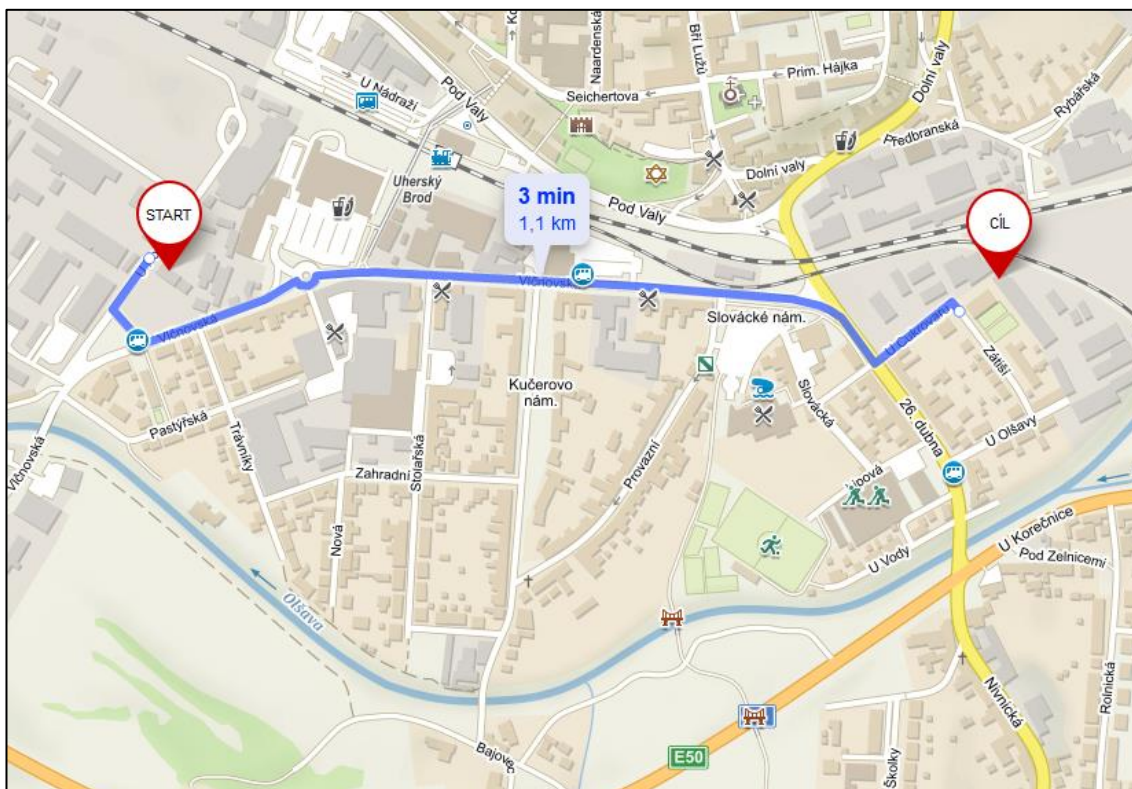 Naardenská
Bří Lužů
Prim. Hájka
Dolní valy
Rybářská
U Nádraží
Pod Valy
Seichertova
Předbranská
Uherský
Brod
3 min
1,1 km
Dolní valy
Pod Valy
START
CÍL
Vlčnovská
Vlčnovská
Slovácké nám.
U Cukrovaru
Zátiší
Kučerovo
nám.
Slovácká
26. dubna
U Olšavy
Pastýřská
Trávníky
Stolařská
Provazní
Vlčnovská
Zahradní
Nová
U Vody
U Korečnice
Pod Zelnicemi
Olšava
Nivnická
Rolnická
Bajovec
E50
Školky